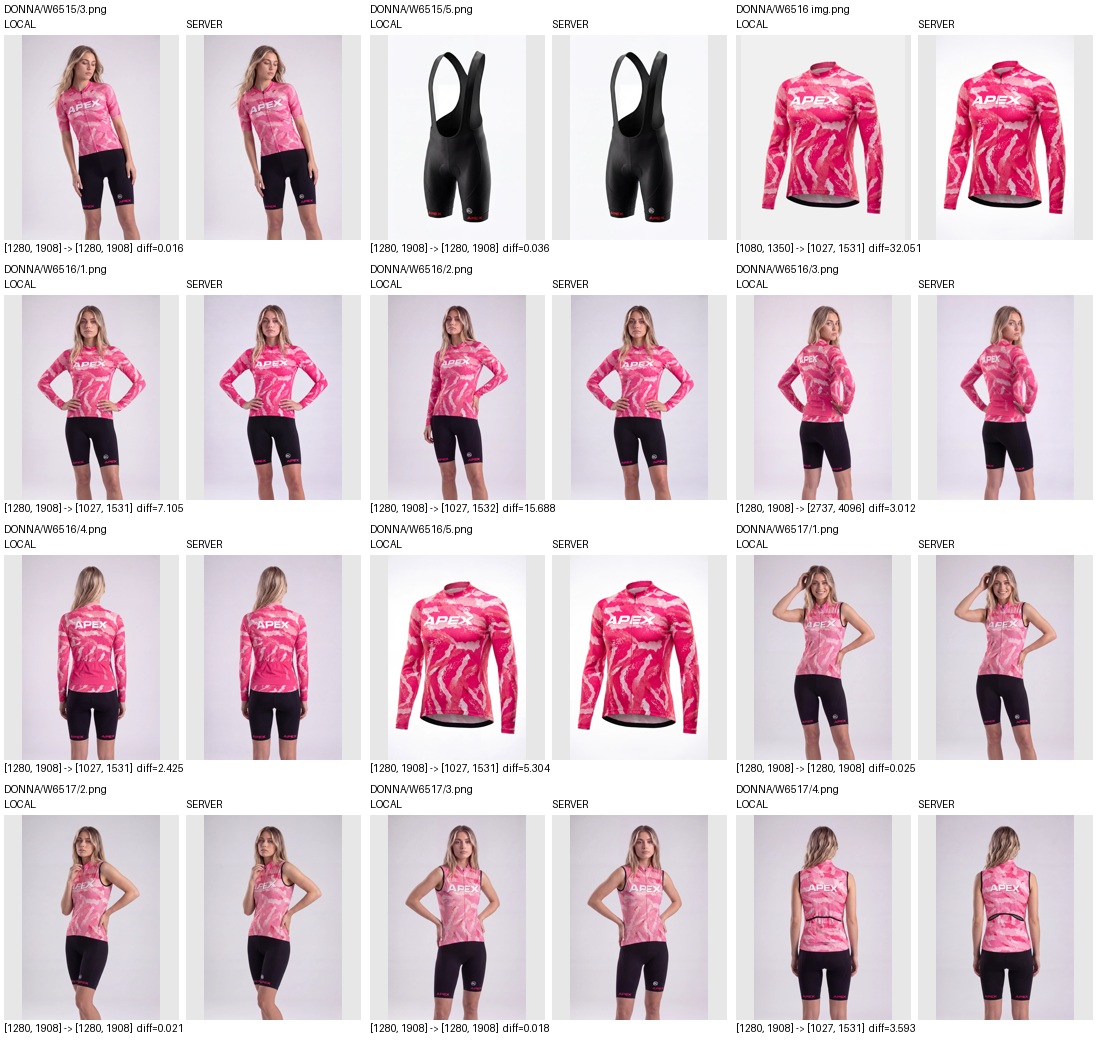 DONNA/W6515/3.png
LOCAL
SERVER
APEX
APEX
[1280, 1908] -> [1280, 1908] diff=0.016
DONNA/W6515/5.png
LOCAL
SERVER
[1280, 1908] -> [1280, 1908] diff=0.036
DONNA/W6516 img.png
LOCAL
SERVER
APEX
APEX
[1080, 1350] -> [1027, 1531] diff=32.051
DONNA/W6516/1.png
LOCAL
SERVER
APEX
APEX
[1280, 1908] -> [1027, 1531] diff=7.105
DONNA/W6516/2.png
LOCAL
SERVER
APEX
APEX
[1280, 1908] -> [1027, 1532] diff=15.688
DONNA/W6516/3.png
LOCAL
SERVER
APEX
APEX
[1280, 1908] -> [2737, 4096] diff=3.012
DONNA/W6516/4.png
LOCAL
SERVER
APEX
APEX
[1280, 1908] -> [1027, 1531] diff=2.425
DONNA/W6516/5.png
LOCAL
SERVER
APEX
APEX
[1280, 1908] -> [1027, 1531] diff=5.304
DONNA/W6517/1.png
LOCAL
SERVER
APEX
APEX
[1280, 1908] -> [1280, 1908] diff=0.025
DONNA/W6517/2.png
LOCAL
SERVER
APEX
APEX
[1280, 1908] -> [1280, 1908] diff=0.021
DONNA/W6517/3.png
LOCAL
SERVER
APEX
APEX
[1280, 1908] -> [1280, 1908] diff=0.018
DONNA/W6517/4.png
LOCAL
SERVER
APEX
APEX
[1280, 1908] -> [1027, 1531] diff=3.593